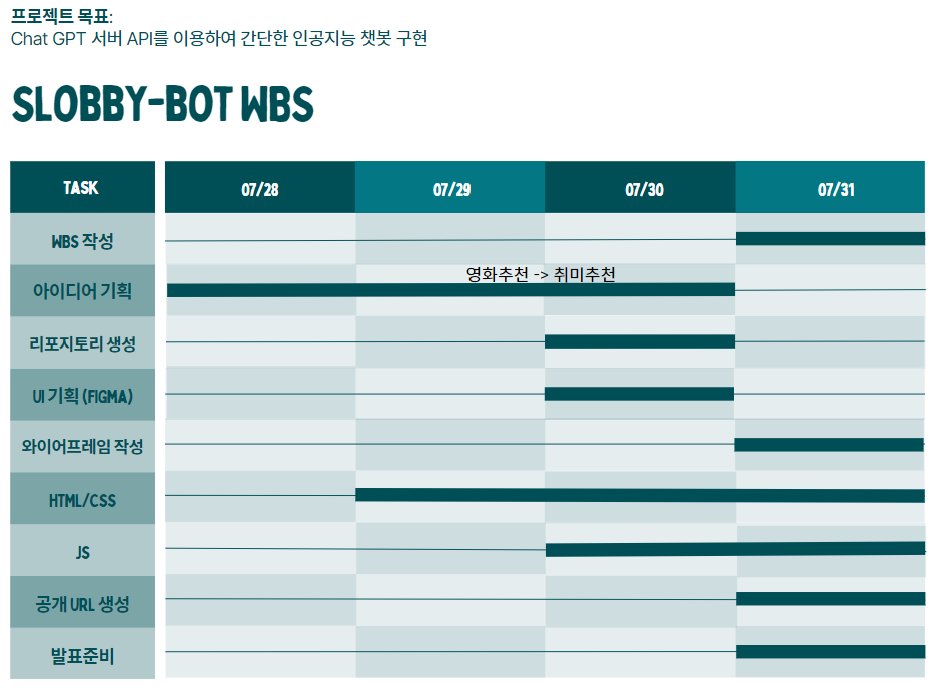 프로젝트 목표:
Chat GPT 서버 API를 이용하여 간단한 인공지능 챗봇 구현
SLOBBY-BOT WBS
TASK 07/28 07/29 07/30 07/31
WBS 작성
영화추천 -> 취미추천
아이디어 기획
리포지토리 생성
UI 기획 (FIGMA)
와이어프레임 작성
HTML/CSS
JS
공개 URL 생성
발표준비